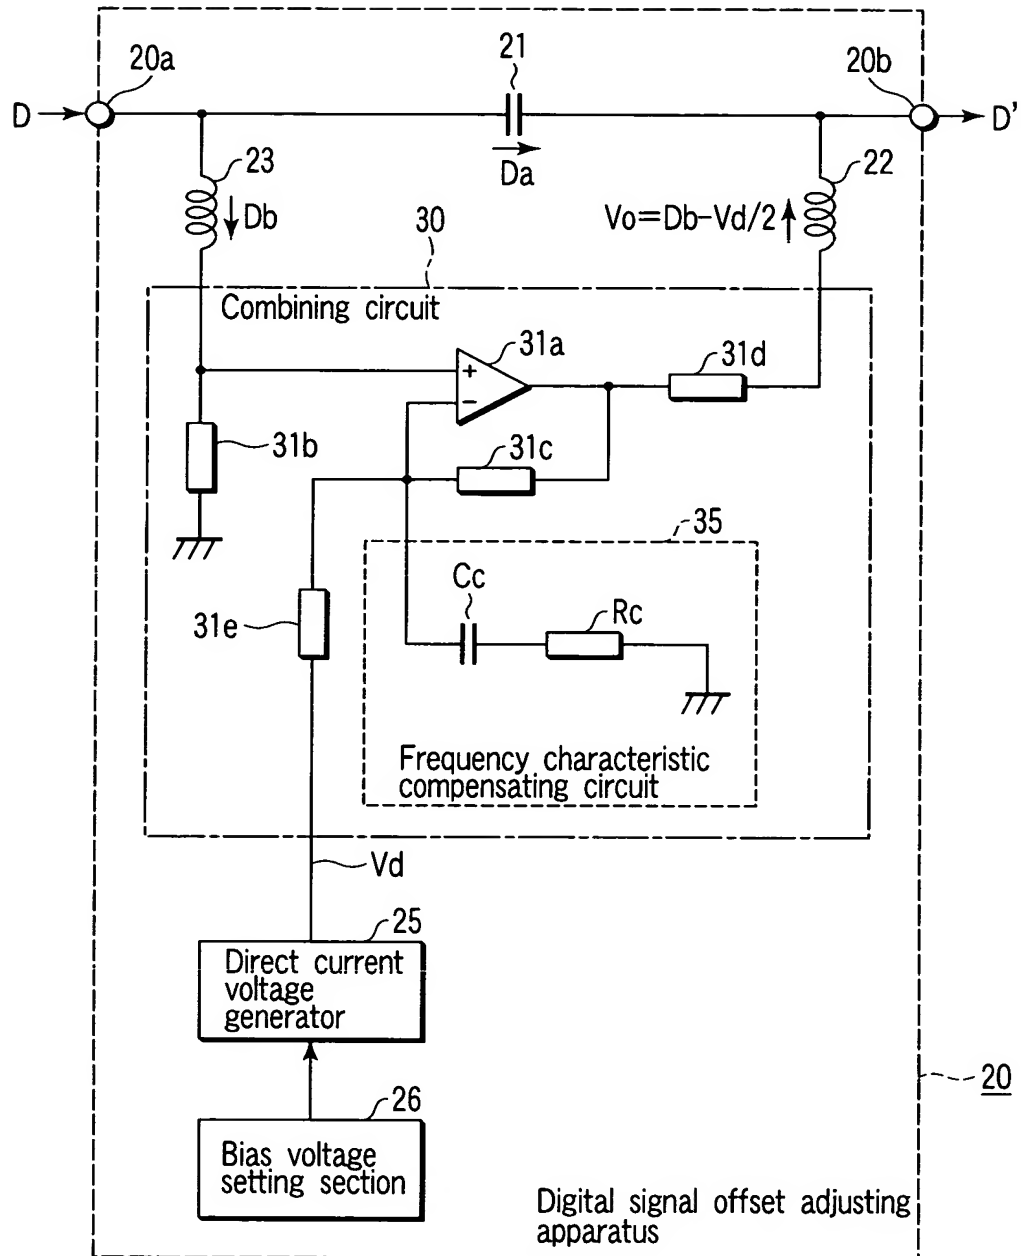 20a
21
20b
D
D'
Da
23
22
Db
Vo=Db-Vd/2
30
Combining circuit
31a
31d
+
−
31b
31c
35
Cc
Rc
31e
Frequency characteristic
compensating circuit
Vd
25
Direct current
voltage
generator
20
26
Bias voltage
setting section
Digital signal offset adjusting
apparatus